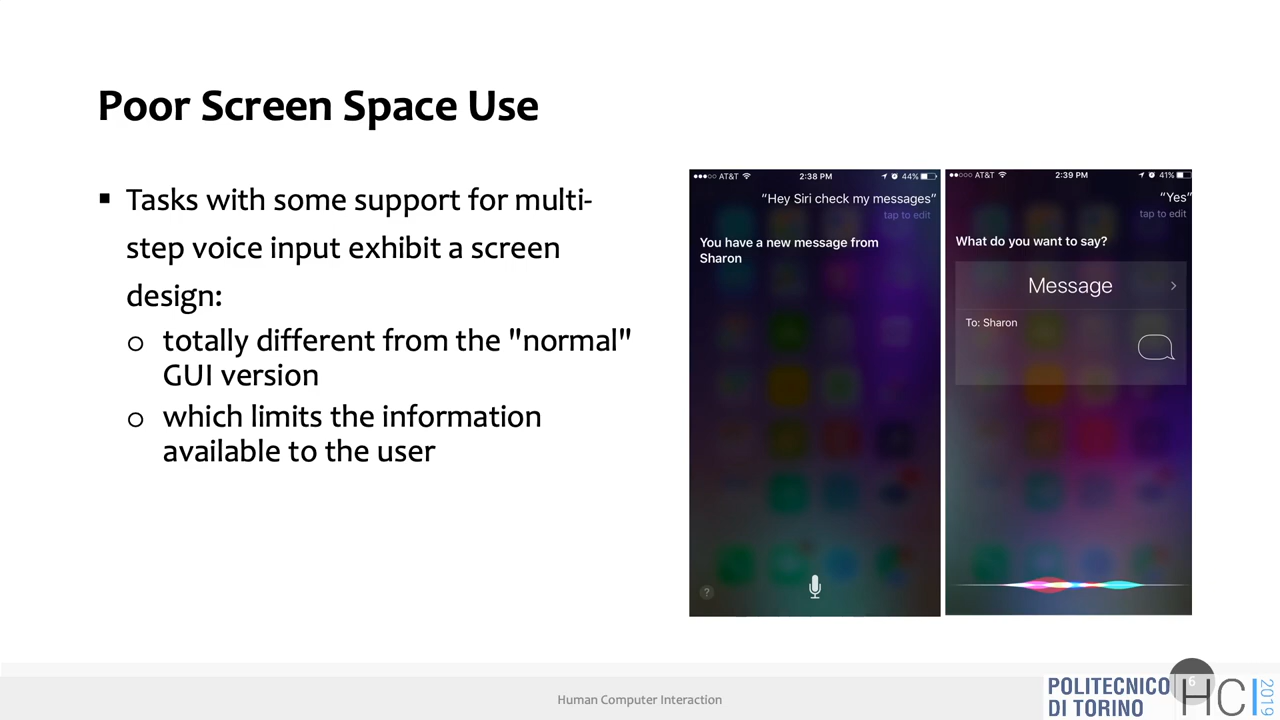 Poor Screen Space Use
▪ Tasks with some support for multi-
step voice input exhibit a screen
design:
o totally different from the "normal"
GUI version
o which limits the information
available to the user
AT&T 2:38 PM 44%
“Hey Siri check my messages”
tap to edit
You have a new message from
Sharon
?
AT&T 2:39 PM 41%
“Yes”
tap to edit
What do you want to say?
Message
To: Sharon
Human Computer Interaction
POLITECNICO
DI TORINO
6
HCI
2019